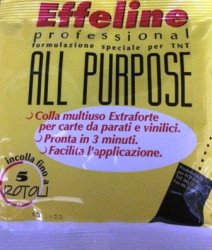 Effeline
professional
formulazione speciale per TNT
ALL PURPOSE
Colla multiuso Extraforte
per carte da parati e vinilici.
Pronta in 3 minuti.
Facilita l'applicazione.
incolla fino a
5
ROTOLI